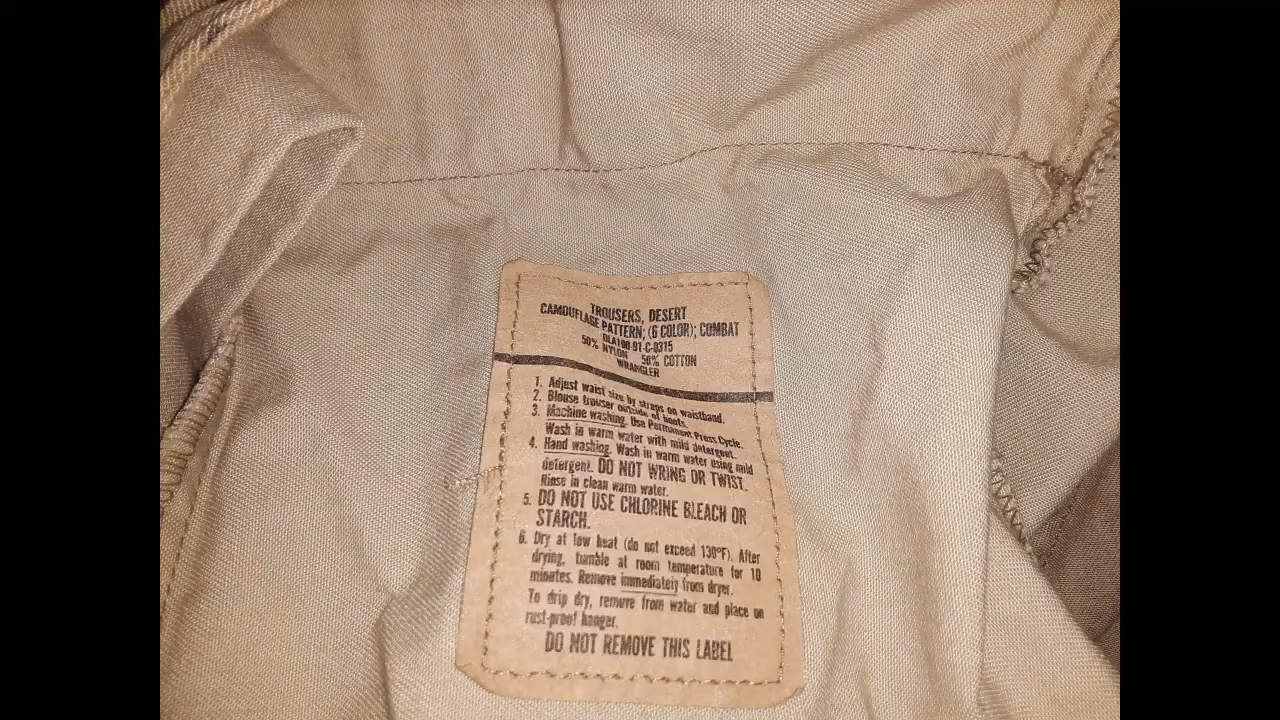 TROUSERS, DESERT
CAMOUFLAGE PATTERN; (6 COLOR); COMBAT
DLA100-91-C-0315
50% NYLON 50% COTTON
WRANGLER
1. Adjust waist size by straps on waistband.
2. Blouse trouser outside of boots.
3. Machine washing. Use Permanent Press Cycle.
Wash in warm water with mild detergent.
4. Hand washing. Wash in warm water using mild
detergent. DO NOT WRING OR TWIST.
Rinse in clean warm water.
5. DO NOT USE CHLORINE BLEACH OR
STARCH.
6. Dry at low heat (do not exceed 130°F). After
drying, tumble at room temperature for 10
minutes. Remove immediately from dryer.
To drip dry, remove from water and place on
rust-proof hanger.
DO NOT REMOVE THIS LABEL